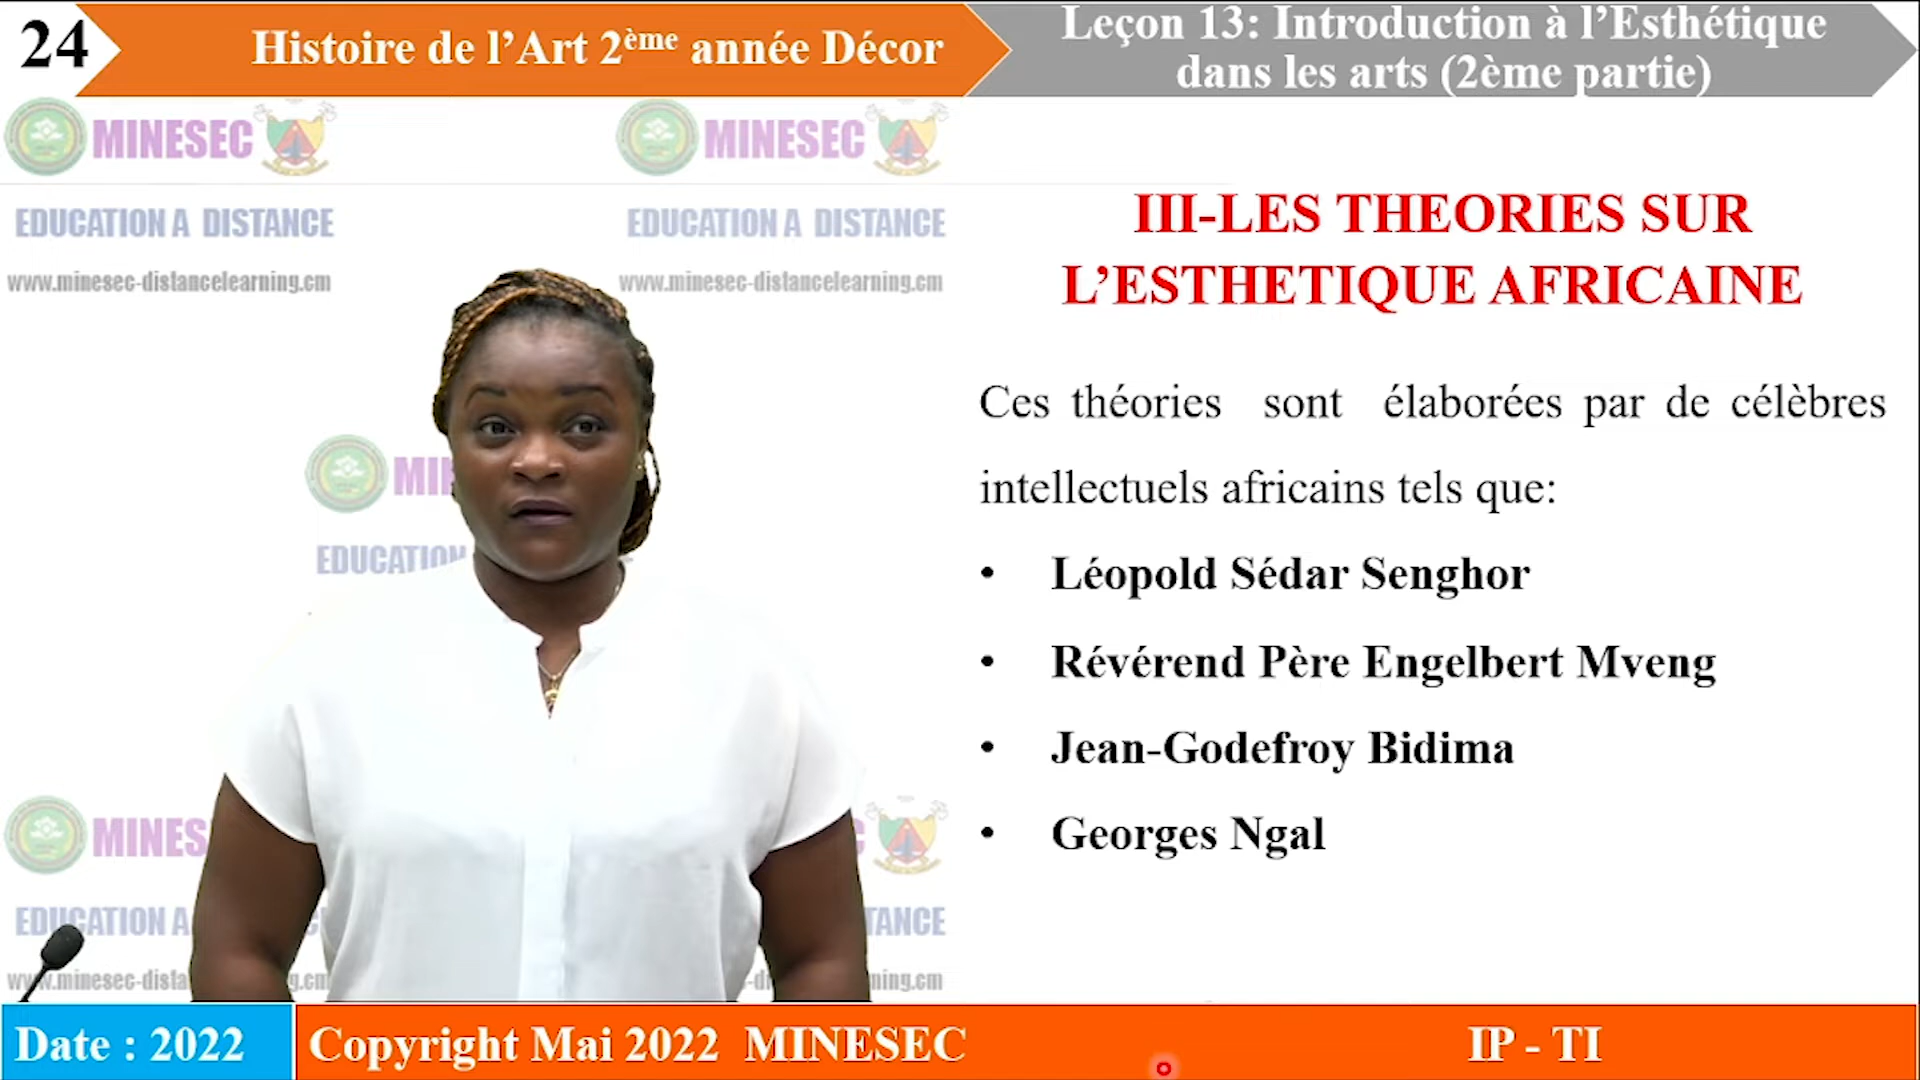 24
Histoire de l’Art 2ème année Décor
Leçon 13: Introduction à l’Esthétique
dans les arts (2ème partie)
MINESEC
MINESEC
EDUCATION A DISTANCE
EDUCATION A DISTANCE
www.minesec-distancelearning.cm
www.minesec-distancelearning.cm
III-LES THEORIES SUR
L’ESTHETIQUE AFRICAINE
Ces théories sont élaborées par de célèbres
intellectuels africains tels que:
• Léopold Sédar Senghor
• Révérend Père Engelbert Mveng
• Jean-Godefroy Bidima
• Georges Ngal
Date : 2022
Copyright Mai 2022 MINESEC
IP - TI